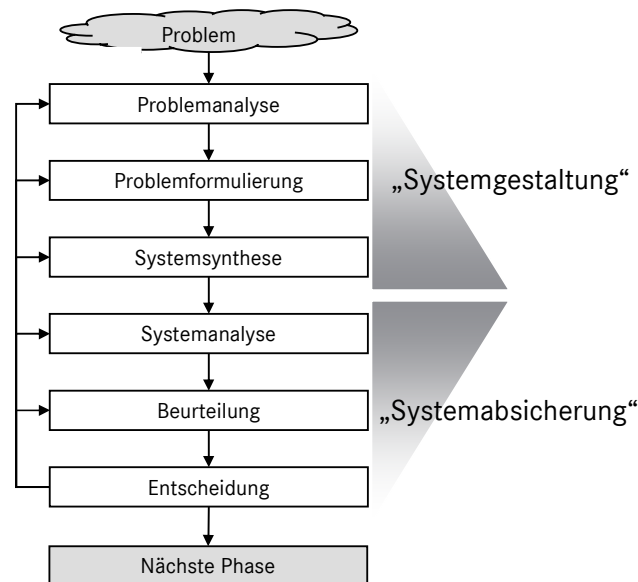 Problem
Problemanalyse
Problemformulierung
„Systemgestaltung“
Systemsynthese
Systemanalyse
Beurteilung
„Systemabsicherung“
Entscheidung
Nächste Phase